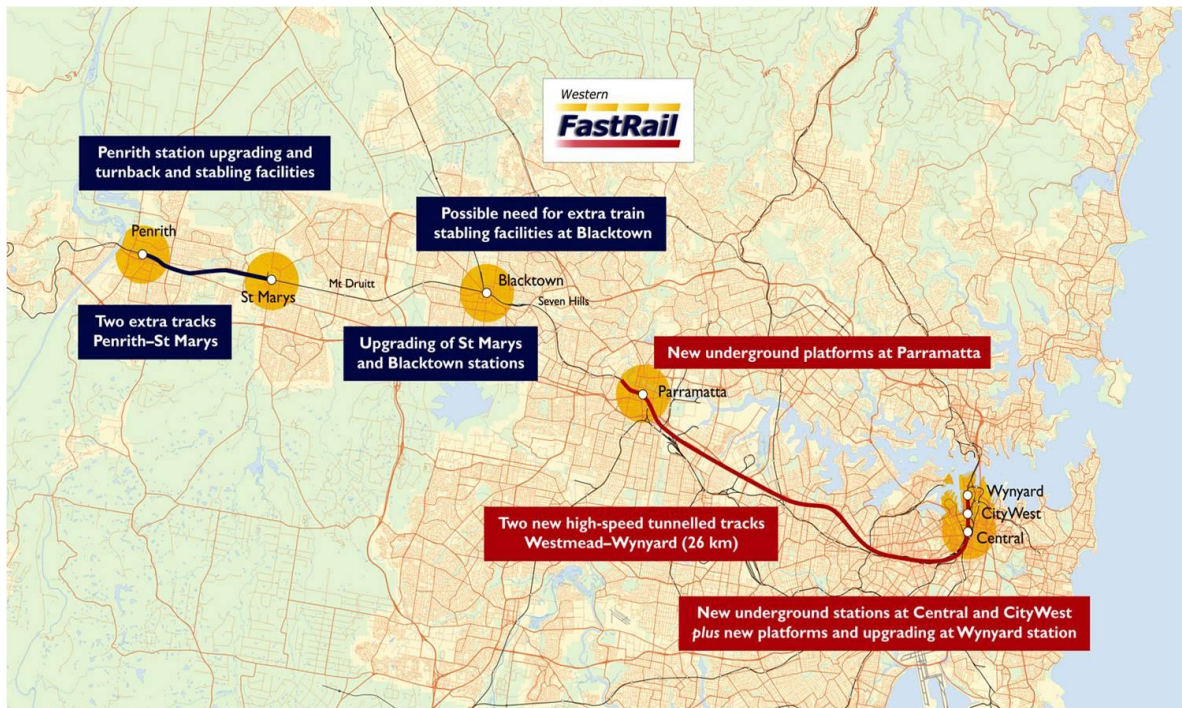 Western
FastRail
Penrith station upgrading and
turnback and stabling facilities
Possible need for extra train
stabling facilities at Blacktown
Penrith
St Marys
Mt Druitt
Blacktown
Seven Hills
Two extra tracks
Penrith–St Marys
Upgrading of St Marys
and Blacktown stations
New underground platforms at Parramatta
Parramatta
Wynyard
CityWest
Central
Two new high-speed tunnelled tracks
Westmead–Wynyard (26 km)
New underground stations at Central and CityWest
plus new platforms and upgrading at Wynyard station